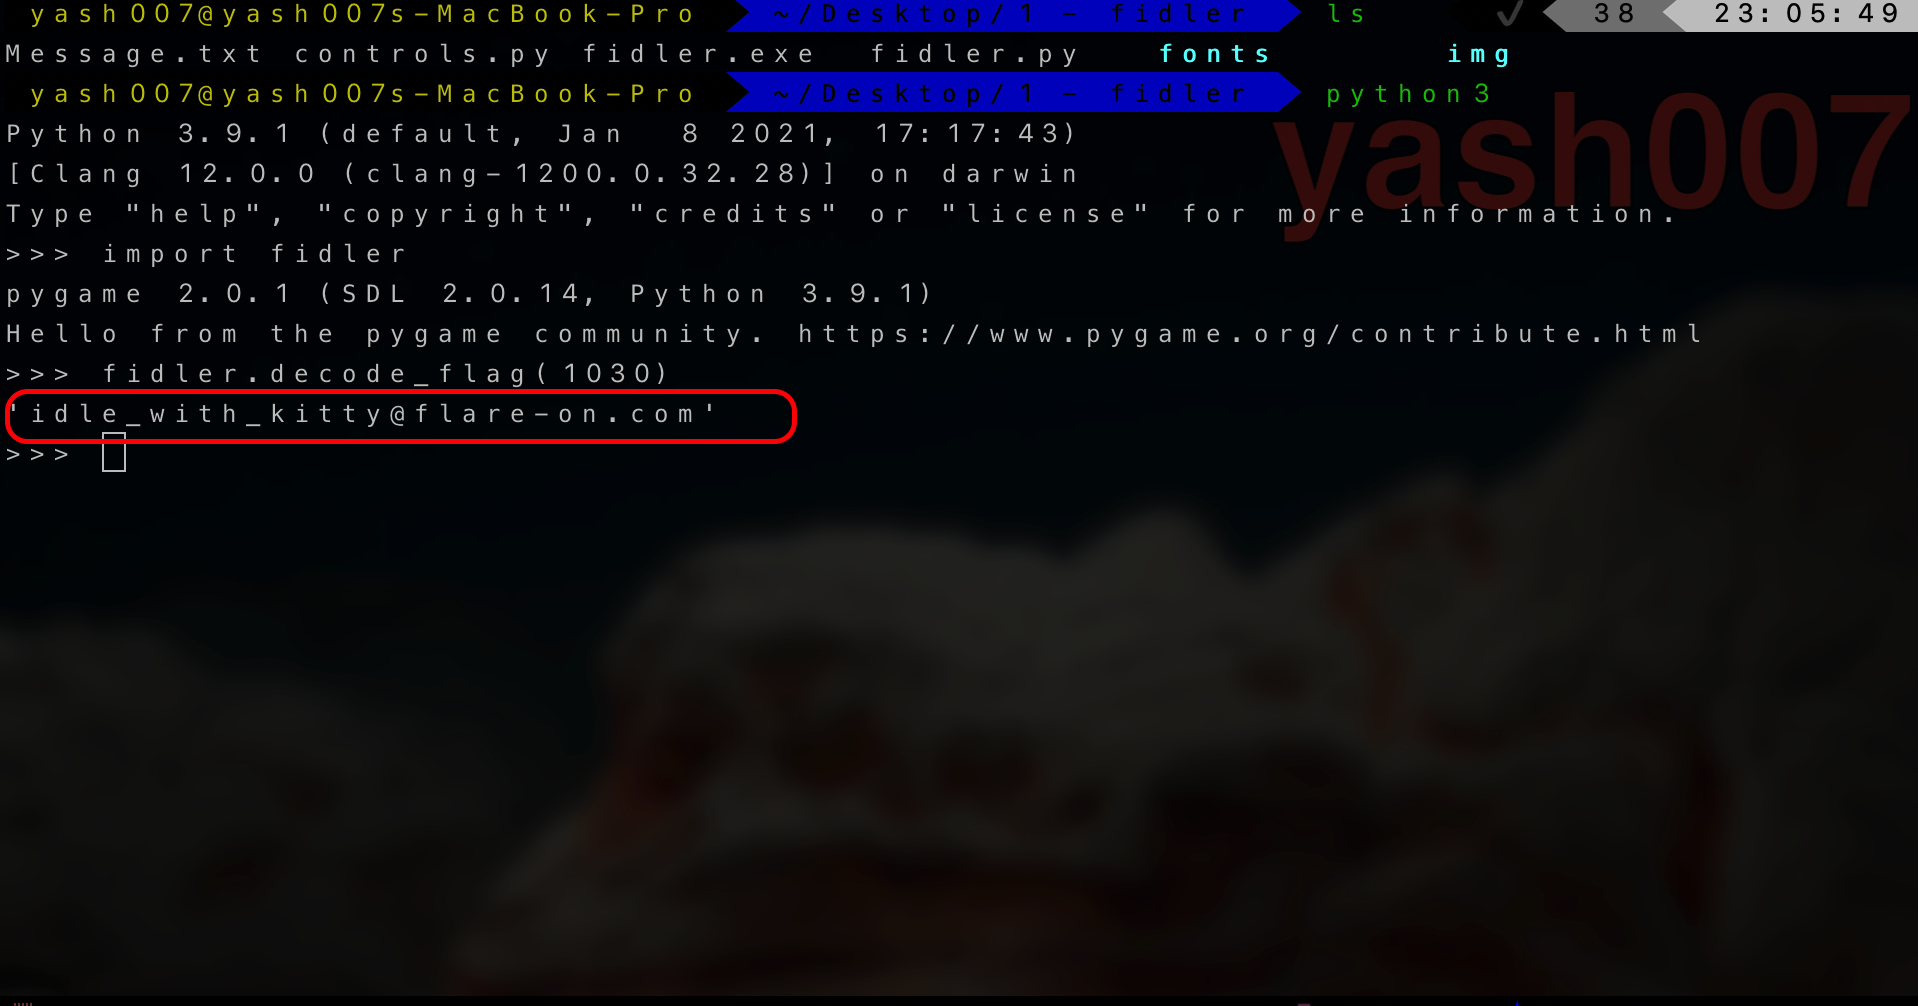 yash007@yash007s-MacBook-Pro ~/Desktop/1 - fidler ls ✓ 38 23:05:49
Message.txt controls.py fidler.exe fidler.py fonts img
yash007@yash007s-MacBook-Pro ~/Desktop/1 - fidler python3
yash007
Python 3.9.1 (default, Jan  8 2021, 17:17:43)
[Clang 12.0.0 (clang-1200.0.32.28)] on darwin
Type "help", "copyright", "credits" or "license" for more information.
>>> import fidler
pygame 2.0.1 (SDL 2.0.14, Python 3.9.1)
Hello from the pygame community. https://www.pygame.org/contribute.html
>>> fidler.decode_flag(1030)
'idle_with_kitty@flare-on.com'
>>>